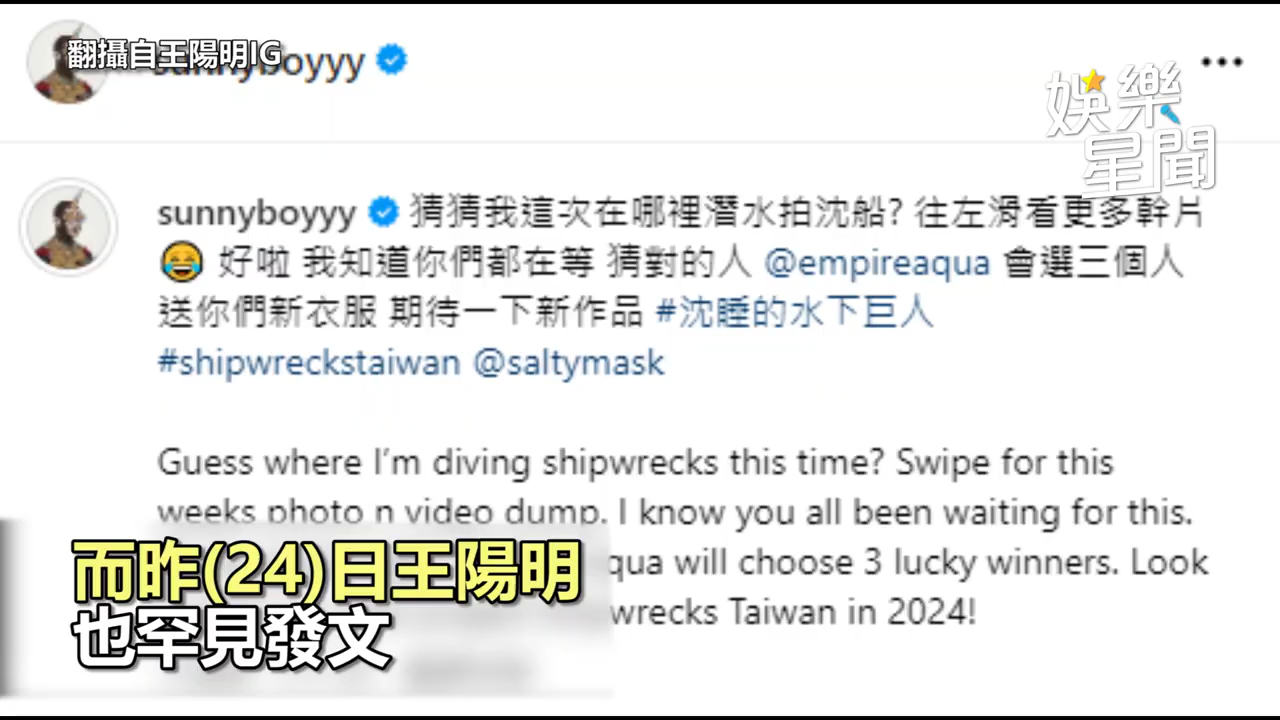 翻攝自王陽明IG
sunnyboyyy
娛樂
星聞
sunnyboyyy 猜猜我這次在哪裡潛水拍沈船? 往左滑看更多幹片
😂 好啦 我知道你們都在等 猜對的人 @empireaqua 會選三個人
送你們新衣服 期待一下新作品 #沈睡的水下巨人
#shipwreckstaiwan @saltymask
Guess where I'm diving shipwrecks this time? Swipe for this
weeks photo n video dump. I know you all been waiting for this.
qua will choose 3 lucky winners. Look
wrecks Taiwan in 2024!
而昨(24)日王陽明
也罕見發文